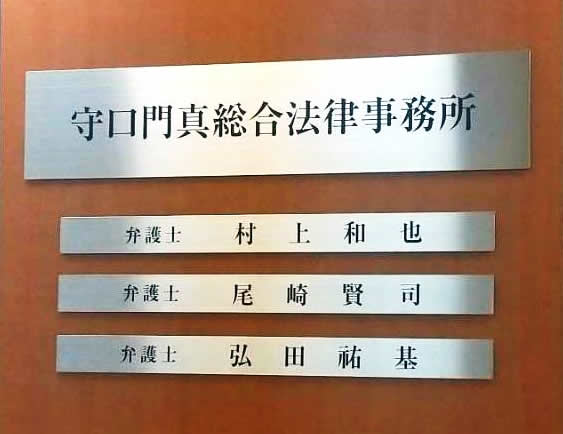 守口門真総合法律事務所
弁護士 村上和也
弁護士 尾崎賢司
弁護士 弘田祐基